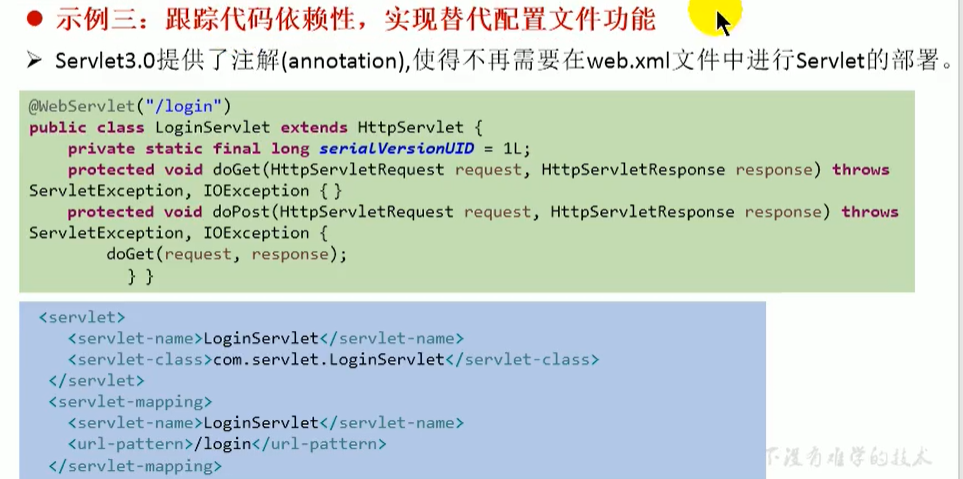 ● 示例三：跟踪代码依赖性，实现替代配置文件功能
➢ Servlet3.0提供了注解(annotation),使得不再需要在web.xml文件中进行Servlet的部署。
@WebServlet("/login")
public class LoginServlet extends HttpServlet {
private static final long serialVersionUID = 1L;
protected void doGet(HttpServletRequest request, HttpServletResponse response) throws
ServletException, IOException { }
protected void doPost(HttpServletRequest request, HttpServletResponse response) throws
ServletException, IOException {
doGet(request, response);
} }
<servlet>
<servlet-name>LoginServlet</servlet-name>
<servlet-class>com.servlet.LoginServlet</servlet-class>
</servlet>
<servlet-mapping>
<servlet-name>LoginServlet</servlet-name>
<url-pattern>/login</url-pattern>
</servlet-mapping>
下没有难学的技术